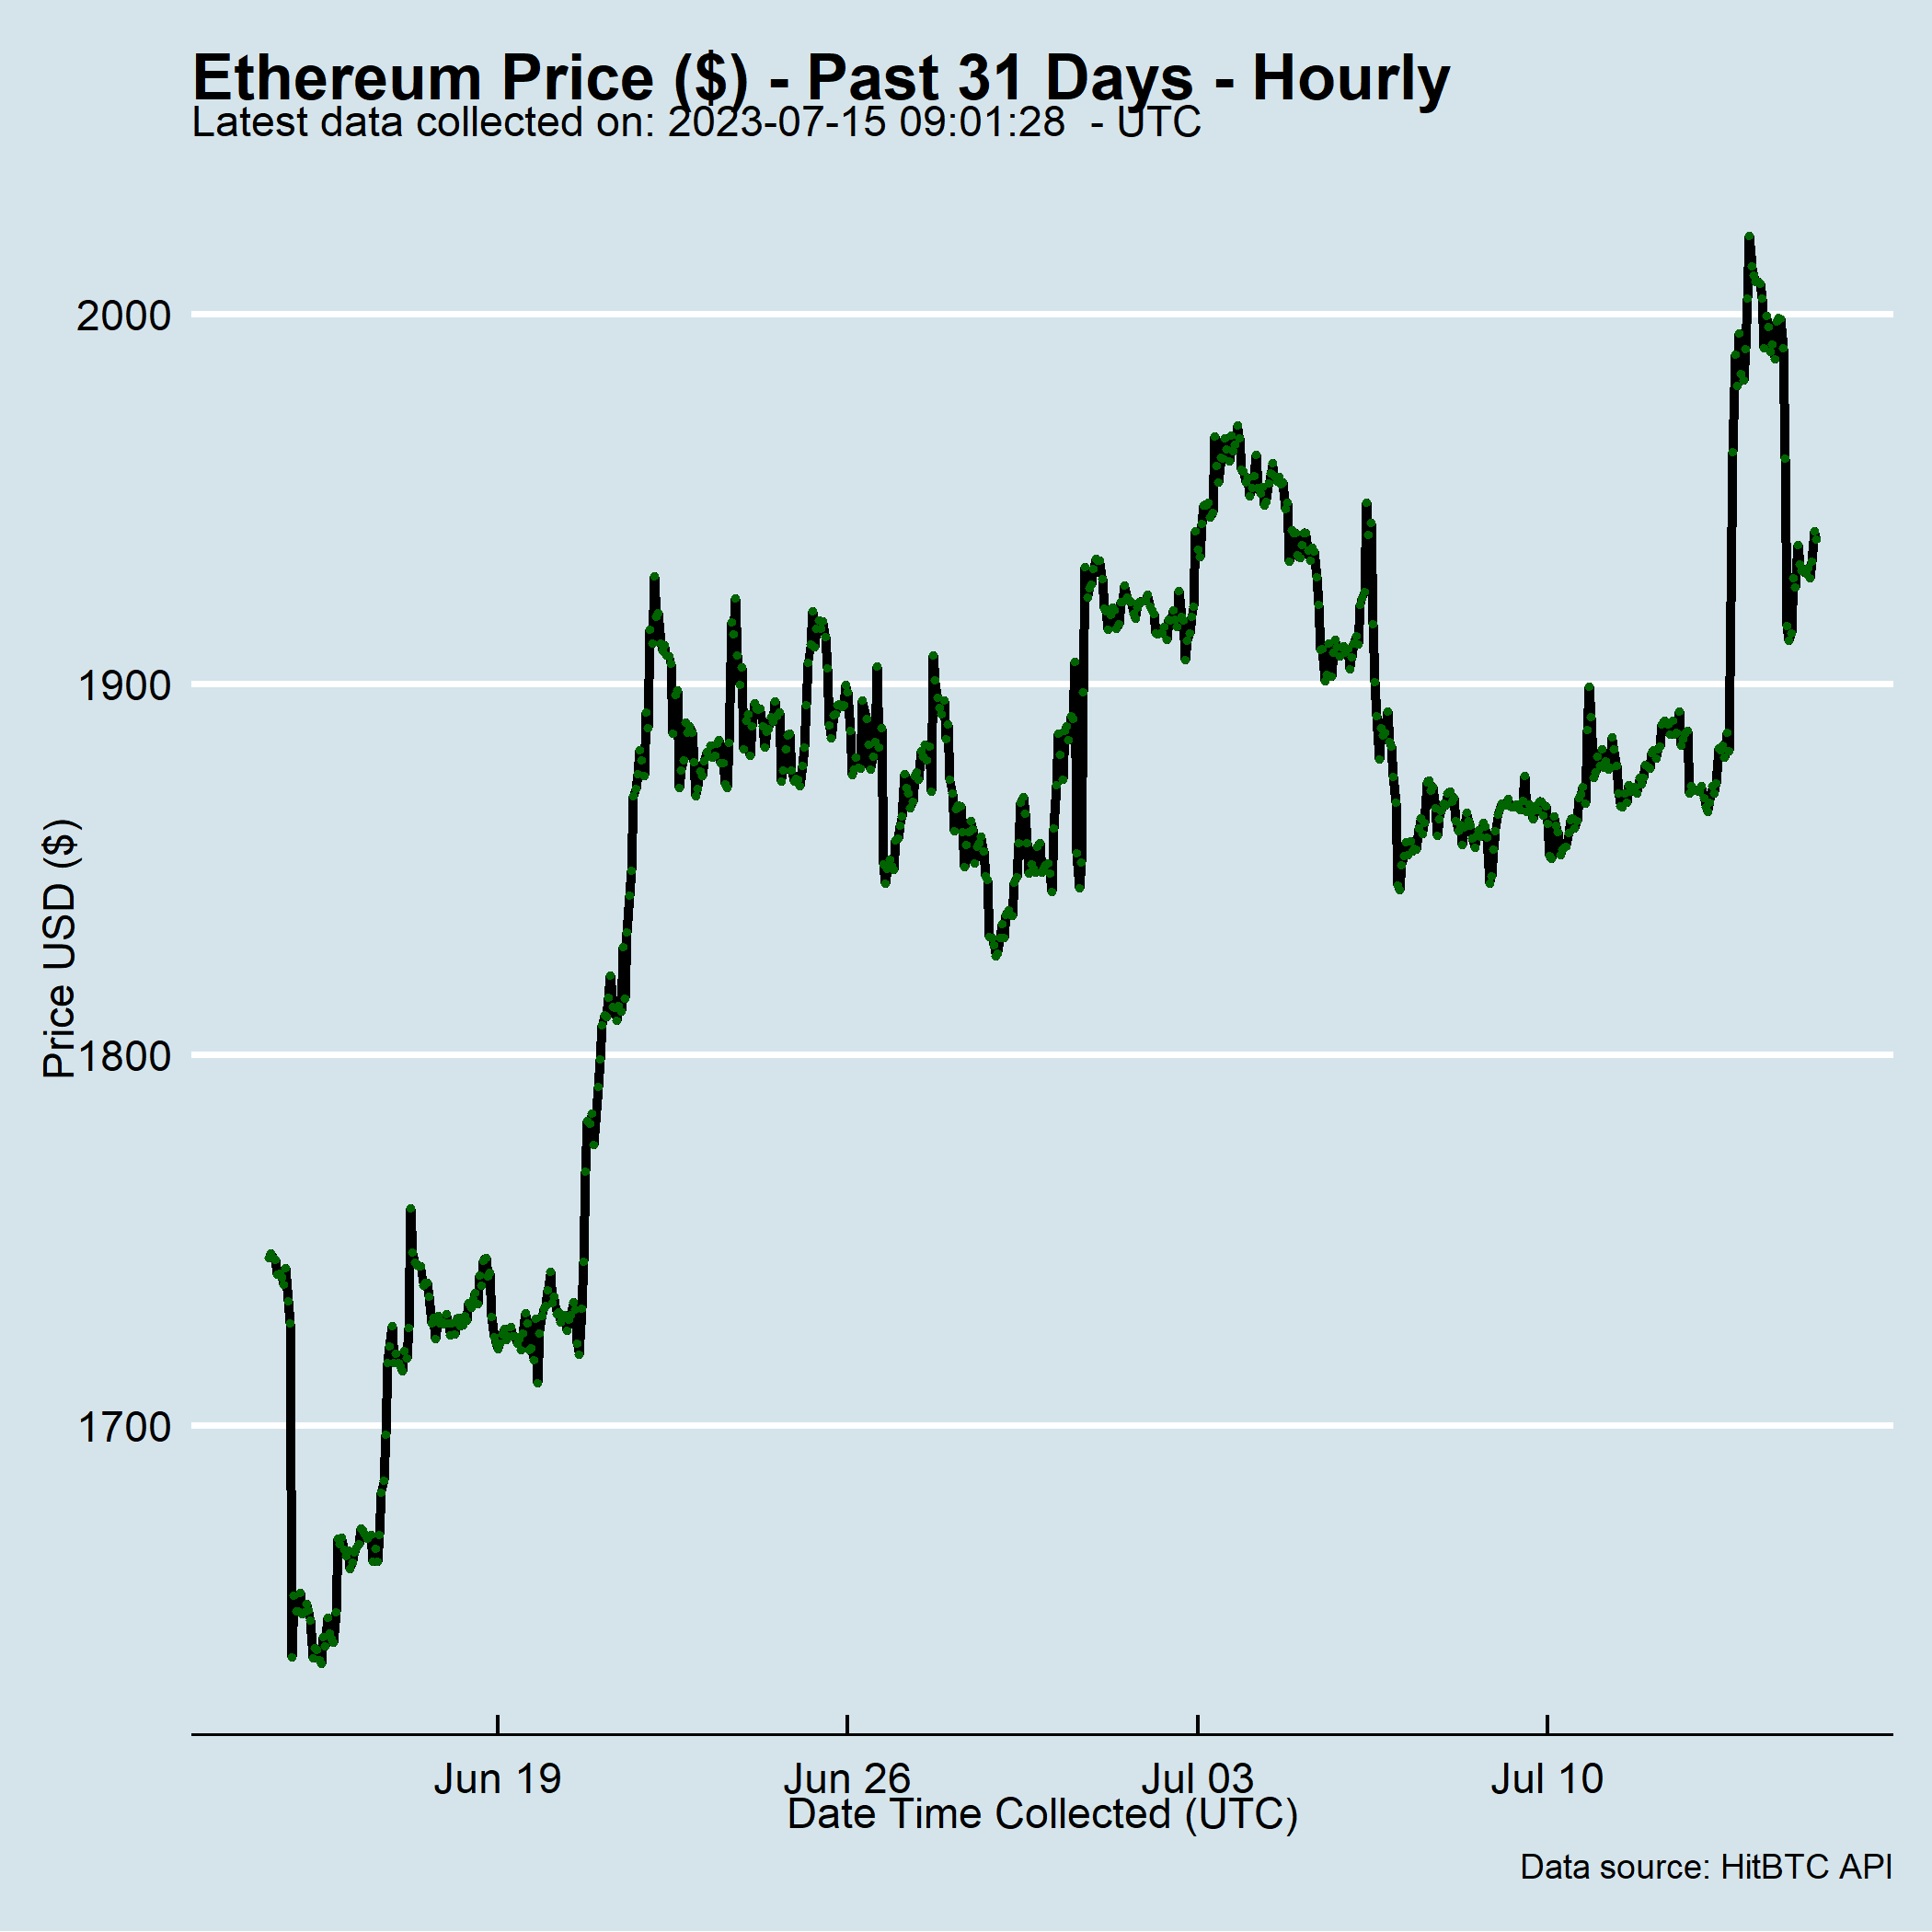 Ethereum Price ($) - Past 31 Days - Hourly
Latest data collected on: 2023-07-15 09:01:28  - UTC
2000
1900
1800
1700
Price USD ($)
Jun 19
Jun 26
Jul 03
Jul 10
Date Time Collected (UTC)
Data source: HitBTC API